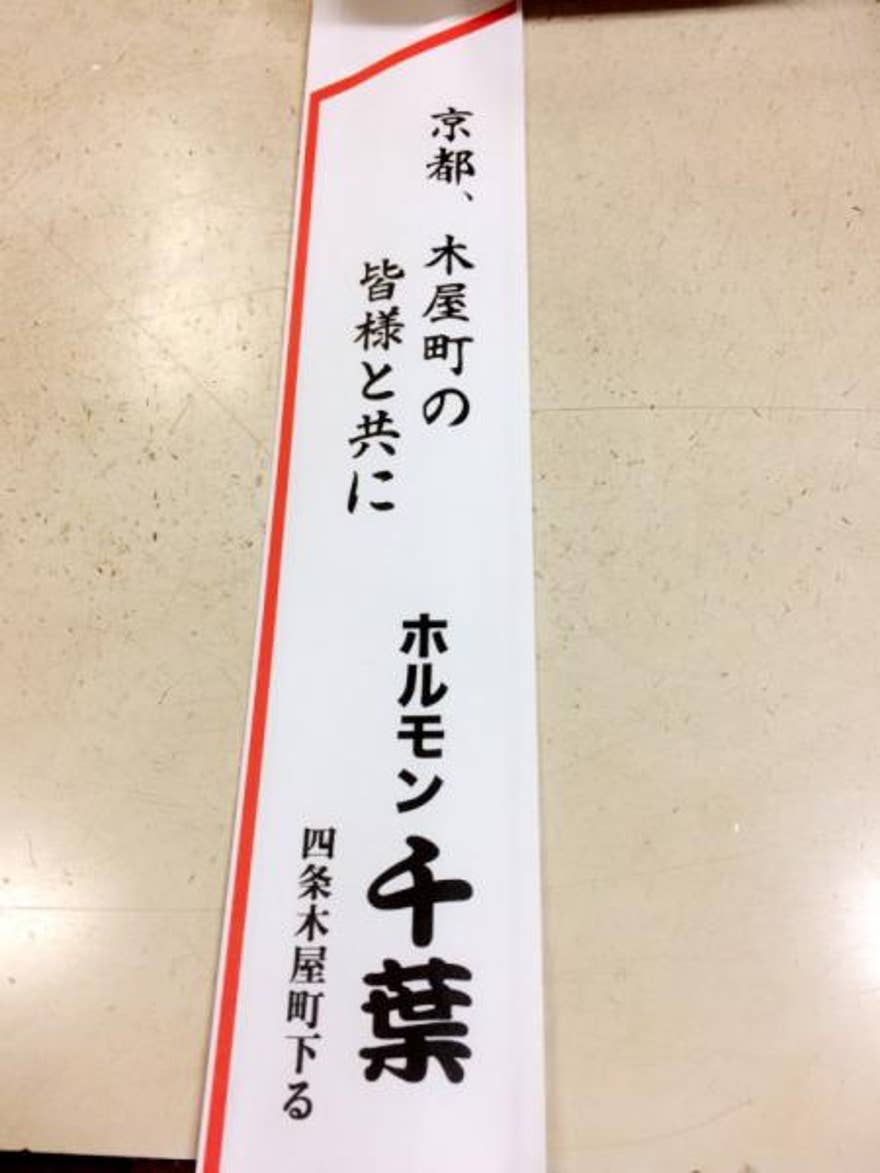 京都、木屋町の
皆様と共に
ホルモン千葉
四条木屋町下る